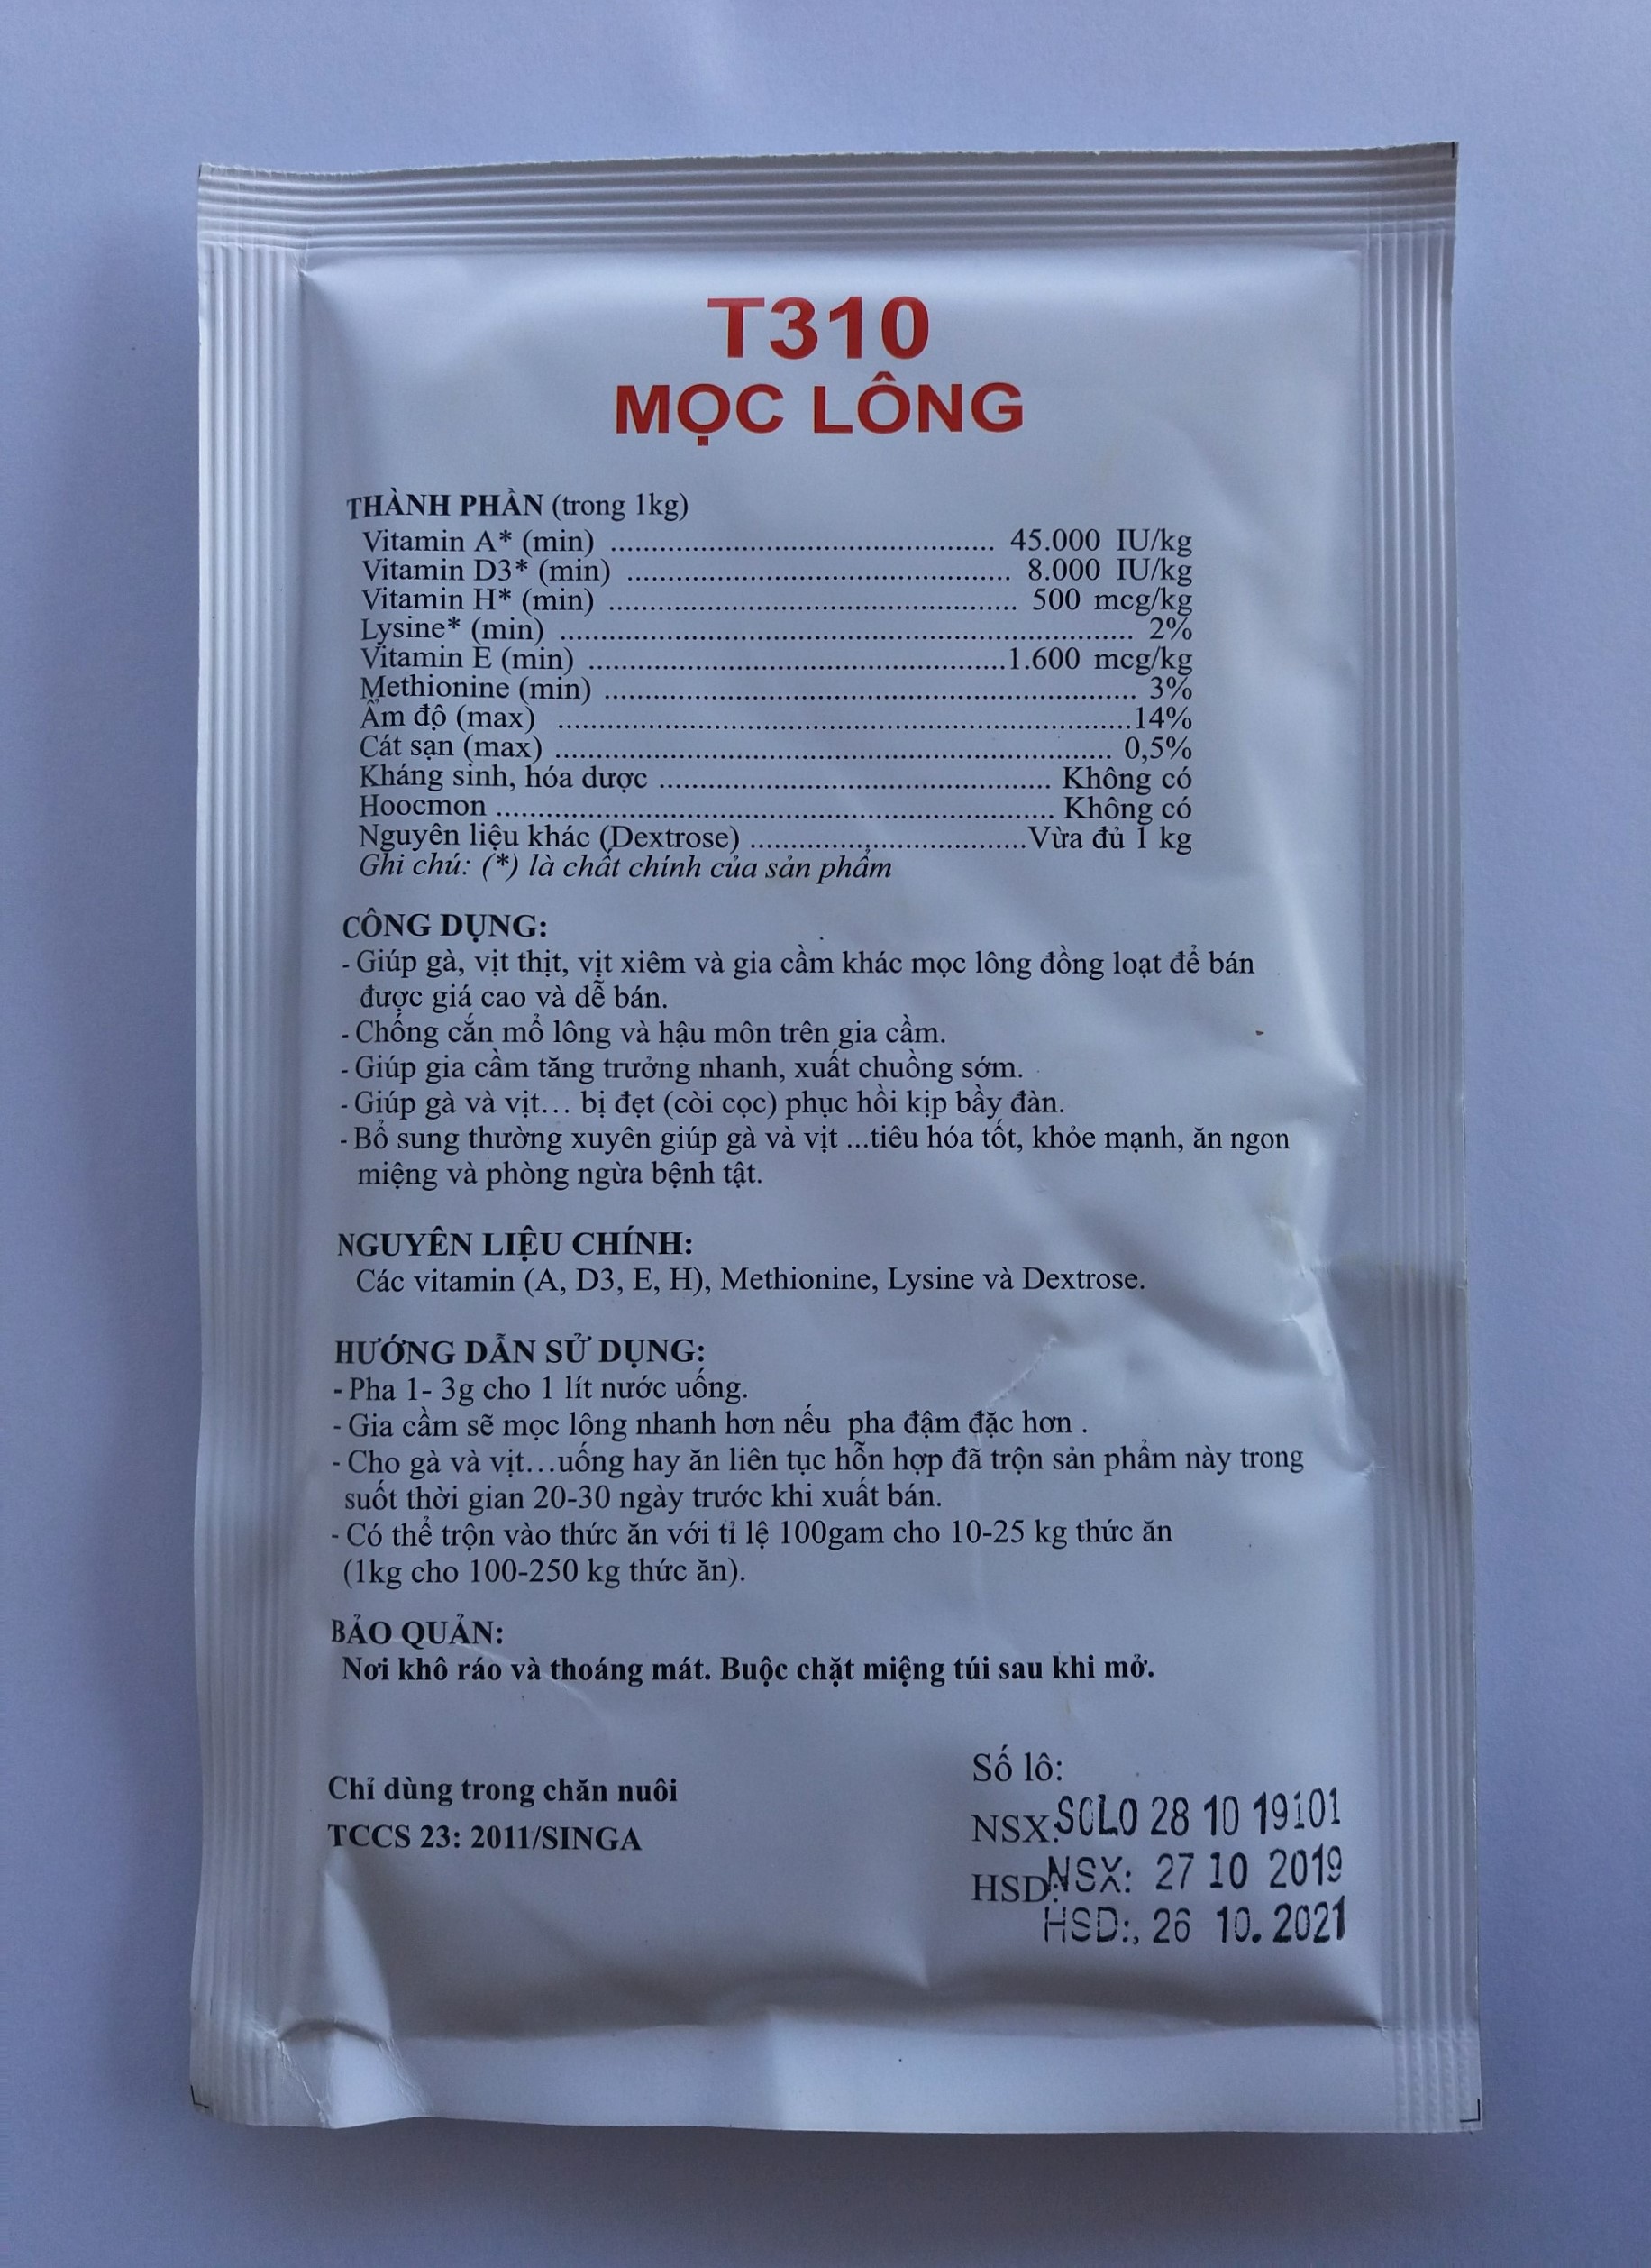 T310
MỌC LÔNG
THÀNH PHẦN (trong 1kg)
Vitamin A* (min) ................................................ 45.000 IU/kg
Vitamin D3* (min) ................................................ 8.000 IU/kg
Vitamin H* (min) ................................................... 500 mcg/kg
Lysine* (min) ........................................................................ 2%
Vitamin E (min) ....................................................1.600 mcg/kg
Methionine (min) .................................................................. 3%
Ẩm độ (max) .......................................................................14%
Cát sạn (max) ..................................................................... 0,5%
Kháng sinh, hóa dược ................................................. Không có
Hoocmon ..................................................................... Không có
Nguyên liệu khác (Dextrose) ..................................Vừa đủ 1 kg
Ghi chú: (*) là chất chính của sản phẩm
CÔNG DỤNG:
- Giúp gà, vịt thịt, vịt xiêm và gia cầm khác mọc lông đồng loạt để bán
được giá cao và dễ bán.
- Chống cắn mổ lông và hậu môn trên gia cầm.
- Giúp gia cầm tăng trưởng nhanh, xuất chuồng sớm.
- Giúp gà và vịt... bị đẹt (còi cọc) phục hồi kịp bầy đàn.
- Bổ sung thường xuyên giúp gà và vịt ...tiêu hóa tốt, khỏe mạnh, ăn ngon
miệng và phòng ngừa bệnh tật.
NGUYÊN LIỆU CHÍNH:
Các vitamin (A, D3, E, H), Methionine, Lysine và Dextrose.
HƯỚNG DẪN SỬ DỤNG:
- Pha 1- 3g cho 1 lít nước uống.
- Gia cầm sẽ mọc lông nhanh hơn nếu pha đậm đặc hơn .
- Cho gà và vịt...uống hay ăn liên tục hỗn hợp đã trộn sản phẩm này trong
suốt thời gian 20-30 ngày trước khi xuất bán.
- Có thể trộn vào thức ăn với tỉ lệ 100gam cho 10-25 kg thức ăn
(1kg cho 100-250 kg thức ăn).
BẢO QUẢN:
Nơi khô ráo và thoáng mát. Buộc chặt miệng túi sau khi mở.
Chỉ dùng trong chăn nuôi
TCCS 23: 2011/SINGA
Số lô:
NSX: SOLO 28 10 19101
HSD: NSX: 27 10 2019
HSD:, 26 10. 2021